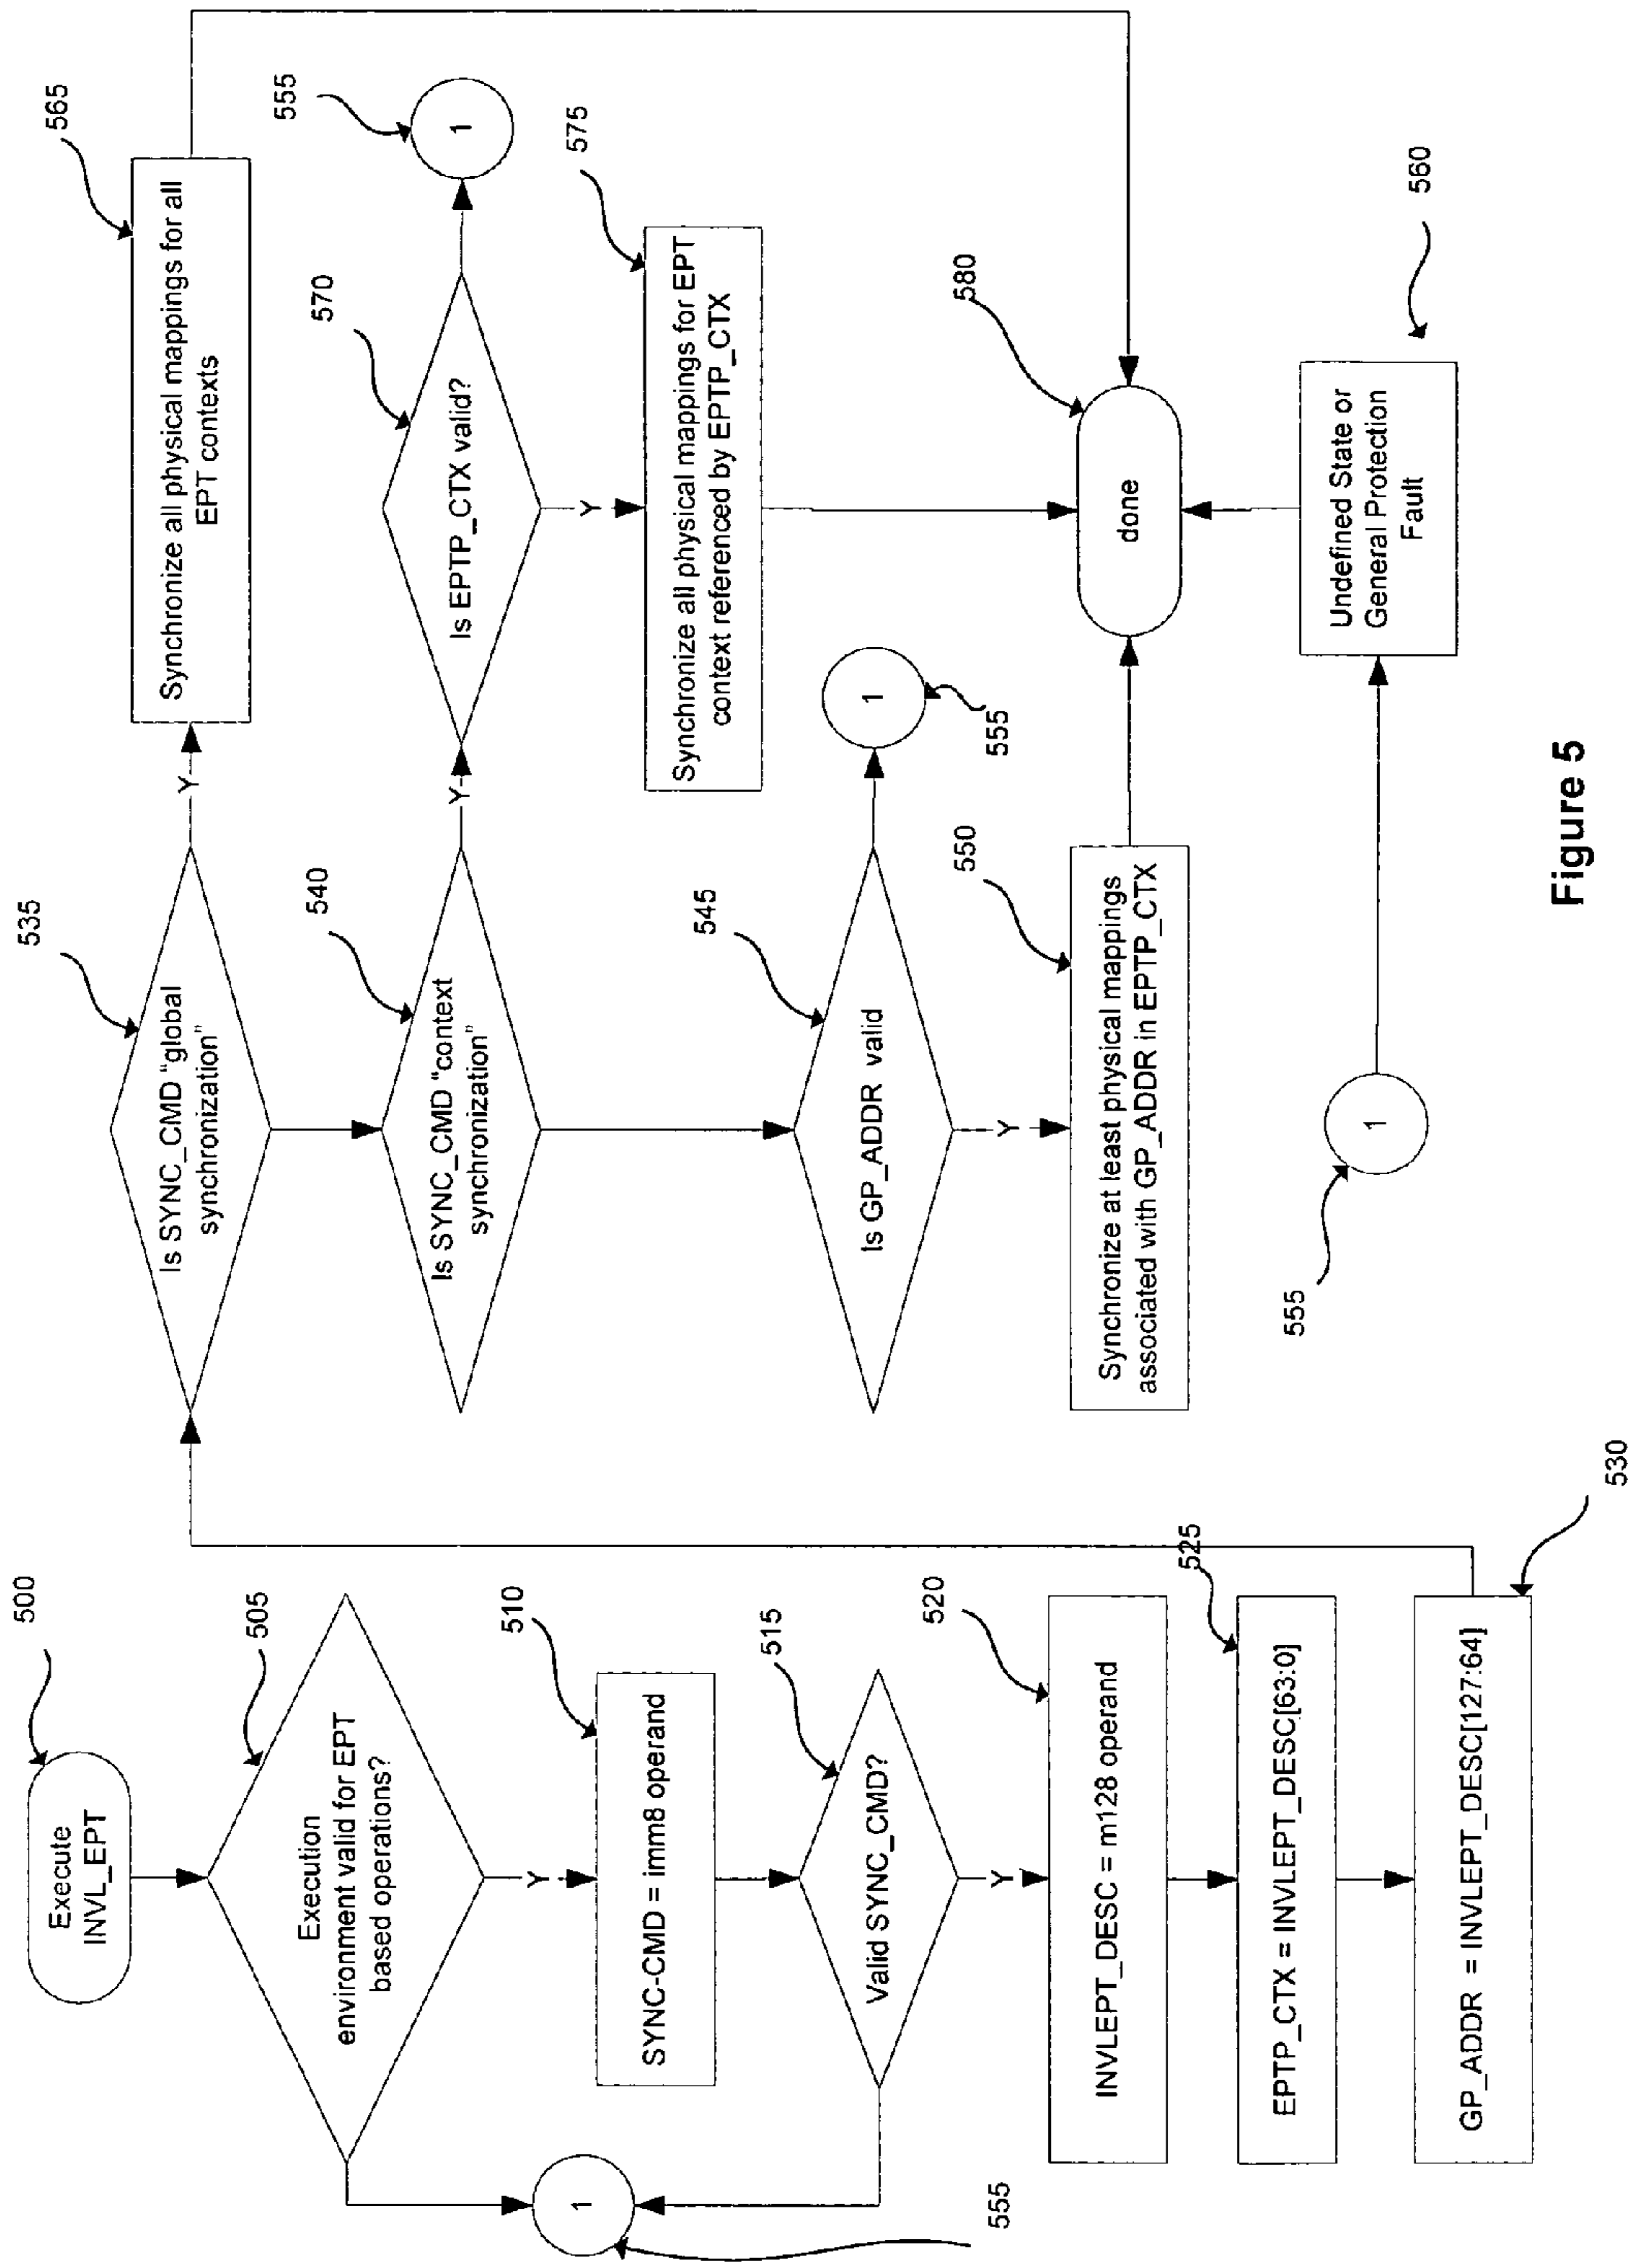 500
Execute
INVL_EPT
505
Execution
environment valid for EPT
based operations?
Y
510
SYNC-CMD = imm8 operand
515
Valid SYNC_CMD?
Y
1
555
520
INVLEPT_DESC = m128 operand
525
EPTP_CTX = INVLEPT_DESC[63:0]
GP_ADDR = INVLEPT_DESC[127:64]
530
535
Is SYNC_CMD “global
synchronization”
Y
565
Synchronize all physical mappings for all
EPT contexts
540
Is SYNC_CMD “context
synchronization”
Y
570
Is EPTP_CTX valid?
Y
555
1
575
Synchronize all physical mappings for EPT
context referenced by EPTP_CTX
545
Is GP_ADDR valid
Y
1
555
550
Synchronize at least physical mappings
associated with GP_ADDR in EPTP_CTX
580
done
555
1
Undefined State or
General Protection
Fault
560
Figure 5